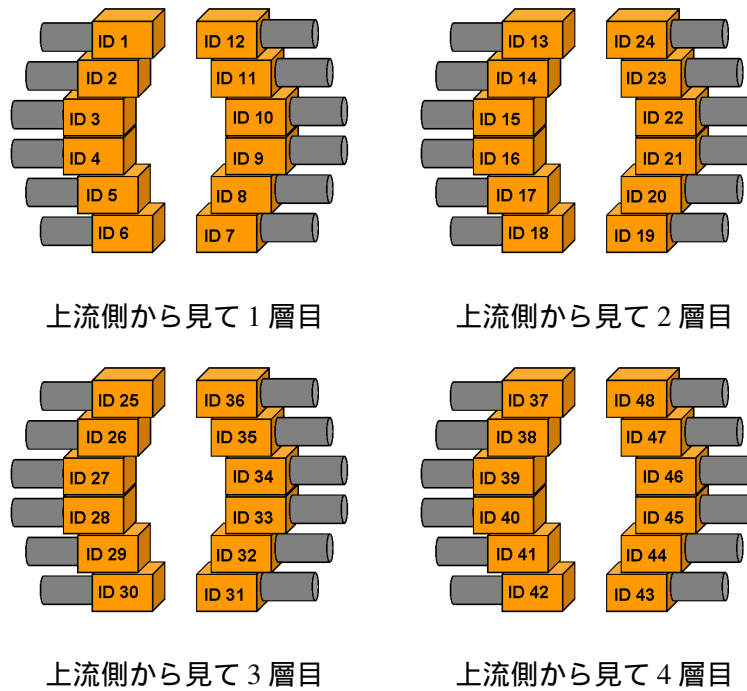 ID 1 ID 12
ID 2 ID 11
ID 3 ID 10
ID 4 ID 9
ID 5 ID 8
ID 6 ID 7
上流側から見て 1 層目
ID 13 ID 24
ID 14 ID 23
ID 15 ID 22
ID 16 ID 21
ID 17 ID 20
ID 18 ID 19
上流側から見て 2 層目
ID 25 ID 36
ID 26 ID 35
ID 27 ID 34
ID 28 ID 33
ID 29 ID 32
ID 30 ID 31
上流側から見て 3 層目
ID 37 ID 48
ID 38 ID 47
ID 39 ID 46
ID 40 ID 45
ID 41 ID 44
ID 42 ID 43
上流側から見て 4 層目